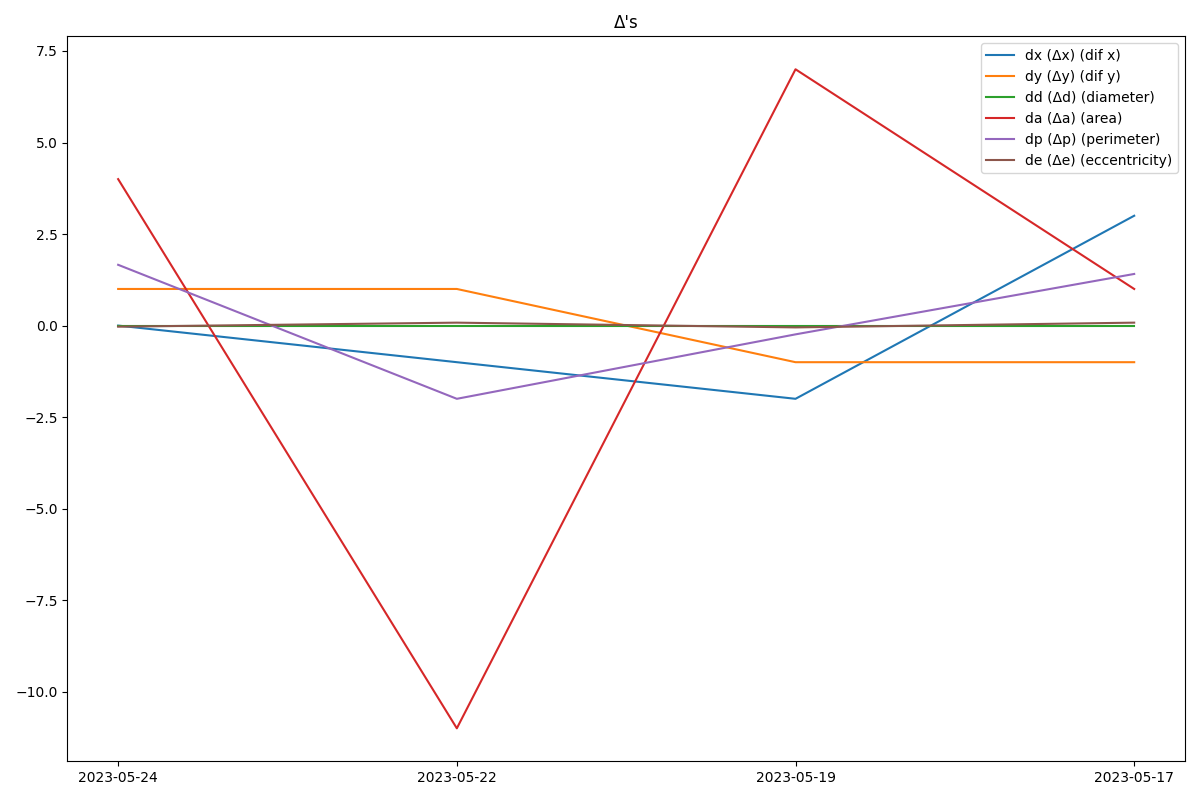 Δ's
7.5
5.0
2.5
0.0
−2.5
−5.0
−7.5
−10.0
dx (Δx) (dif x)
dy (Δy) (dif y)
dd (Δd) (diameter)
da (Δa) (area)
dp (Δp) (perimeter)
de (Δe) (eccentricity)
2023-05-24 2023-05-22 2023-05-19 2023-05-17